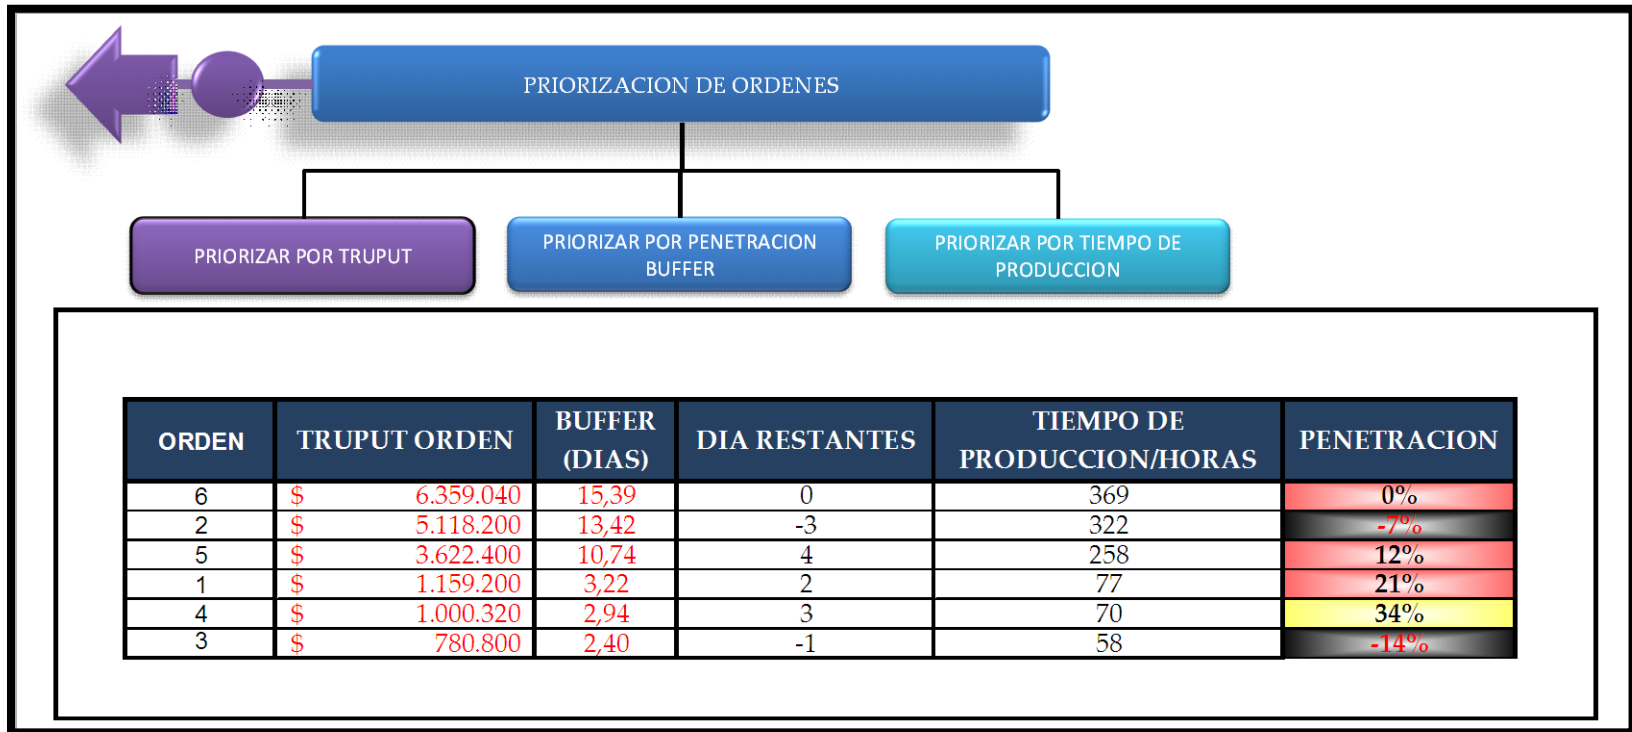 PRIORIZACION DE ORDENES
PRIORIZAR POR TRUPUT
PRIORIZAR POR PENETRACION
BUFFER
PRIORIZAR POR TIEMPO DE
PRODUCCION
ORDEN TRUPUT ORDEN BUFFER (DIAS) DIA RESTANTES TIEMPO DE PRODUCCION/HORAS PENETRACION
6 $ 6.359.040 15,39 0 369 0%
2 $ 5.118.200 13,42 -3 322 -7%
5 $ 3.622.400 10,74 4 258 12%
1 $ 1.159.200 3,22 2 77 21%
4 $ 1.000.320 2,94 3 70 34%
3 $ 780.800 2,40 -1 58 -14%